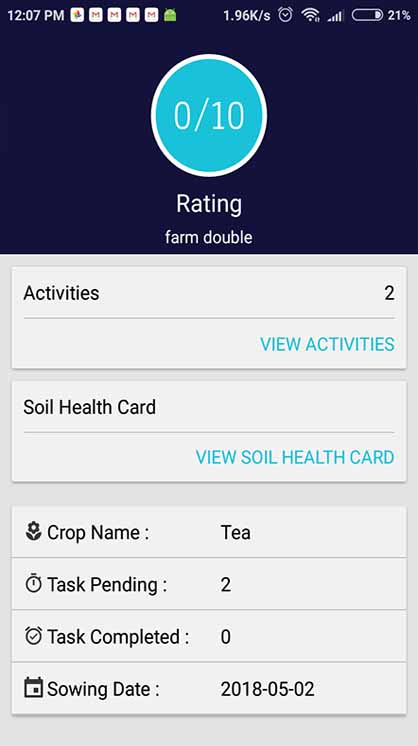 12:07 PM 1.96K/s 21%
0/10
Rating
farm double
Activities 2
VIEW ACTIVITIES
Soil Health Card
VIEW SOIL HEALTH CARD
Crop Name : Tea
Task Pending : 2
Task Completed : 0
Sowing Date : 2018-05-02